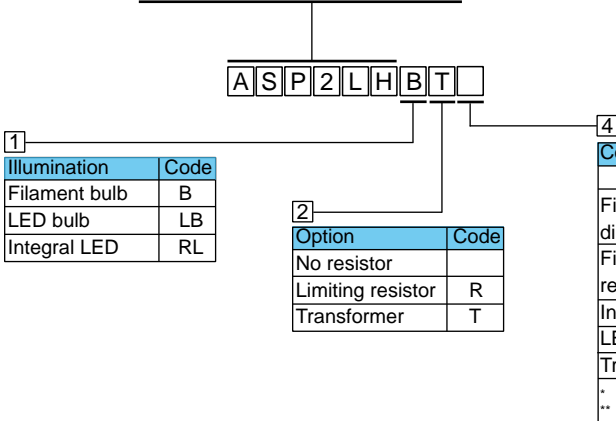 A S P 2 L H B T
1
Illumination Code
Filament bulb B
LED bulb LB
Integral LED RL
2
Option Code
No resistor
Limiting resistor R
Transformer T
4
*
**